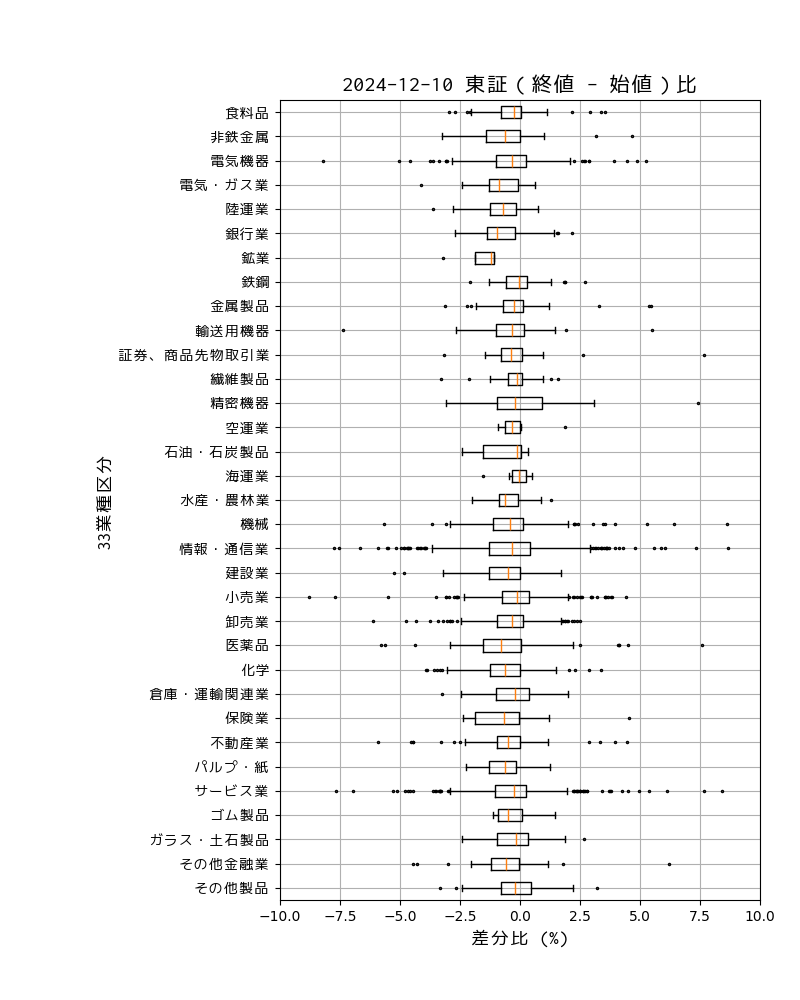 2024-12-10 東証 ( 終値 - 始値 ) 比
食料品
非鉄金属
電気機器
電気・ガス業
陸運業
銀行業
鉱業
鉄鋼
金属製品
輸送用機器
証券、商品先物取引業
繊維製品
精密機器
空運業
石油・石炭製品
海運業
水産・農林業
機械
情報・通信業
建設業
小売業
卸売業
医薬品
化学
倉庫・運輸関連業
保険業
不動産業
パルプ・紙
サービス業
ゴム製品
ガラス・土石製品
その他金融業
その他製品
33業種区分
−10.0 −7.5 −5.0 −2.5 0.0 2.5 5.0 7.5 10.0
差分比 (%)